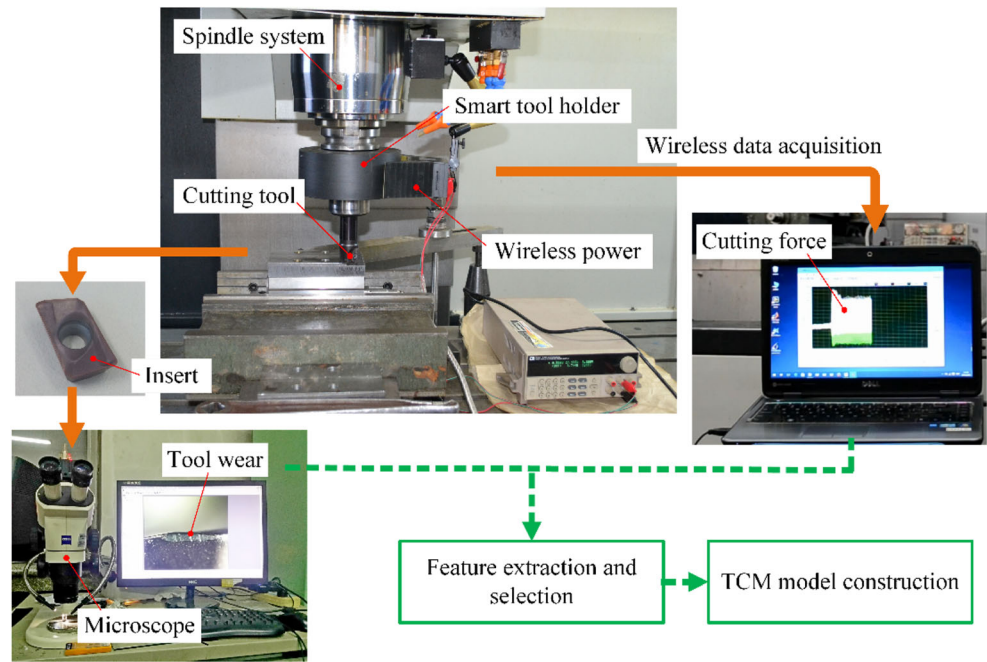 Spindle system
Smart tool holder
Wireless data acquisition
Cutting tool
Cutting force
Wireless power
Insert
DELL
Tool wear
Feature extraction and
selection
TCM model construction
Microscope